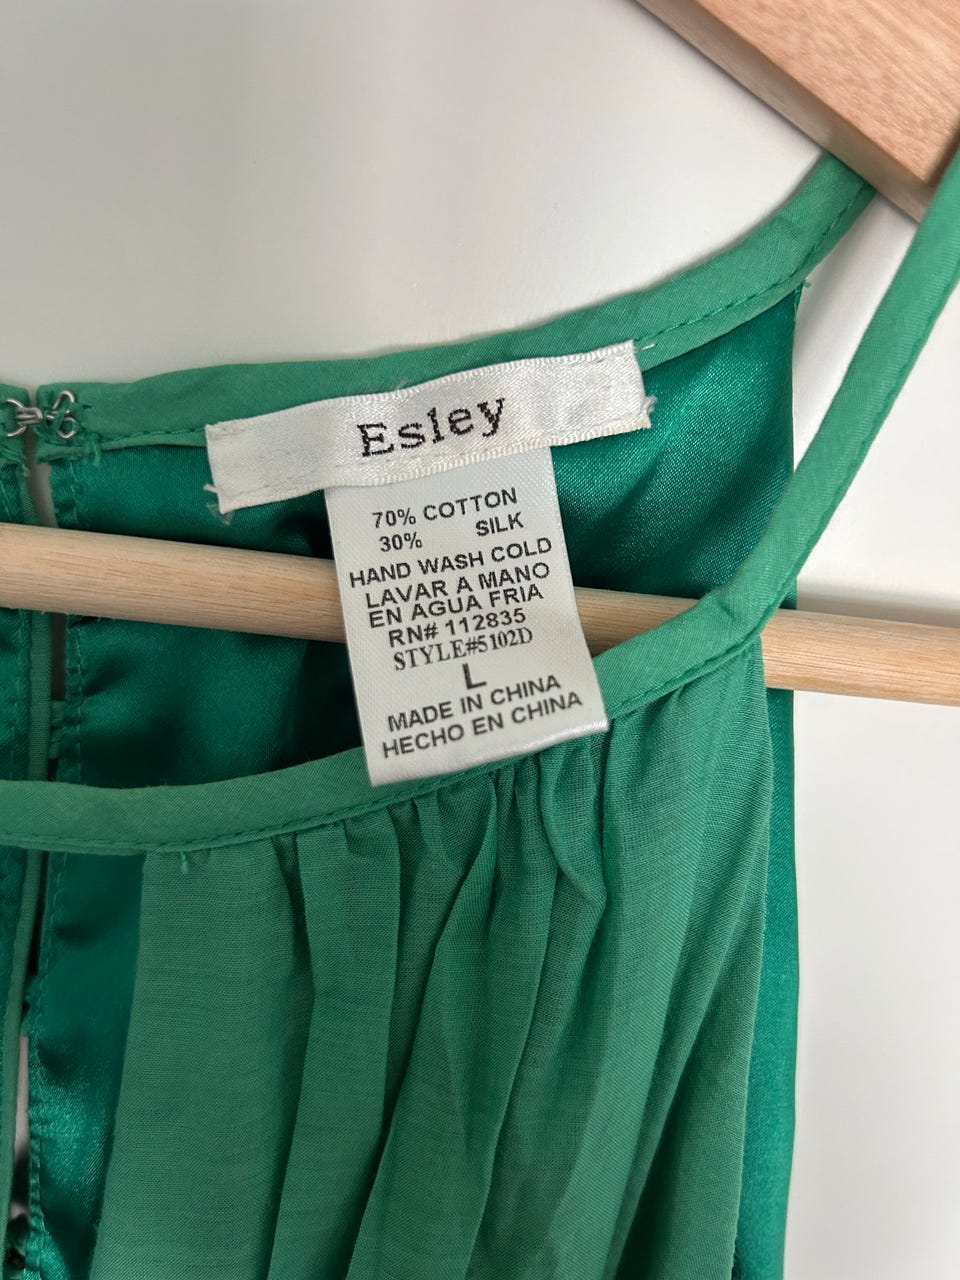 Esley
70% COTTON
30% SILK
HAND WASH COLD
LAVAR A MANO
EN AGUA FRIA
RN# 112835
STYLE#5102D
L
MADE IN CHINA
HECHO EN CHINA